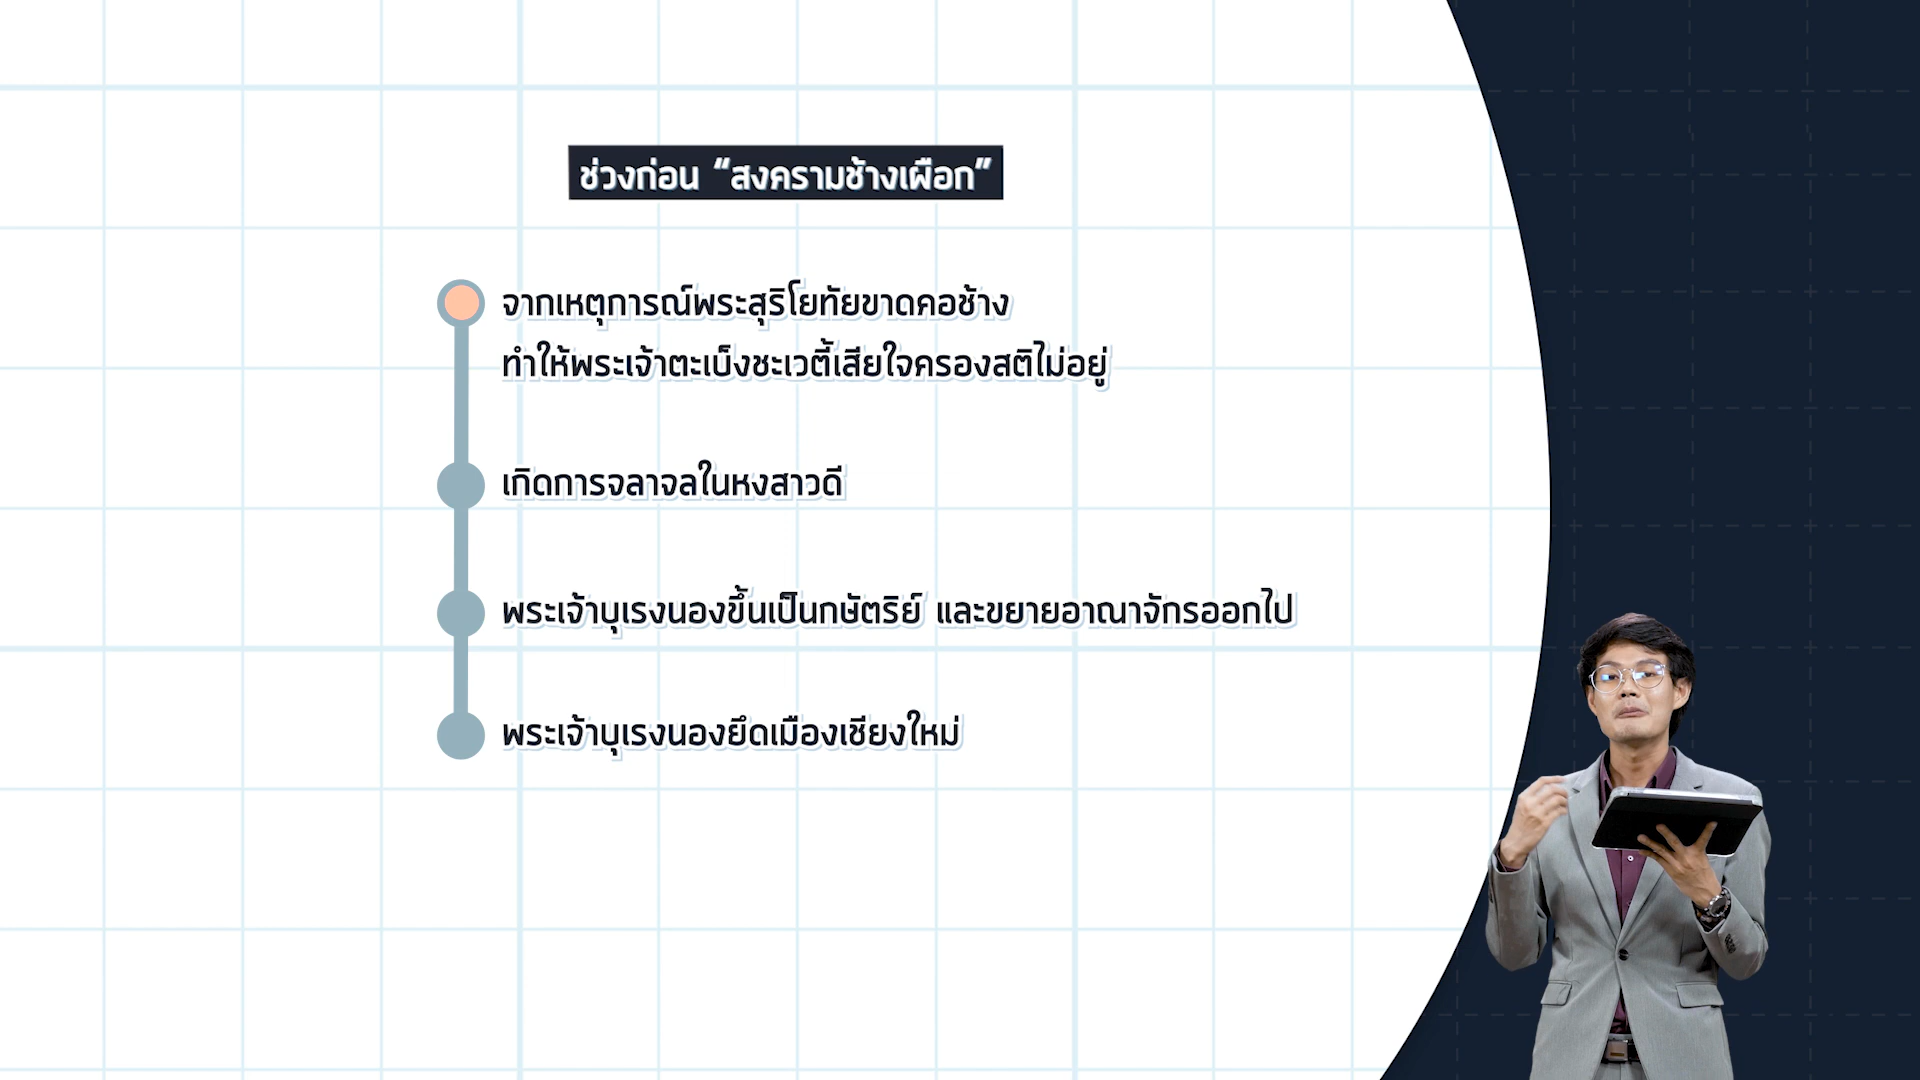 ช่วงก่อน “สงครามช้างเผือก”
จากเหตุการณ์พระสุริโยทัยขาดคอช้าง
ทำให้พระเจ้าตะเบ็งชะเวตี้เสียใจครองสติไม่อยู่
เกิดการจลาจลในหงสาวดี
พระเจ้าบุเรงนองขึ้นเป็นกษัตริย์ และขยายอาณาจักรออกไป
พระเจ้าบุเรงนองยึดเมืองเชียงใหม่